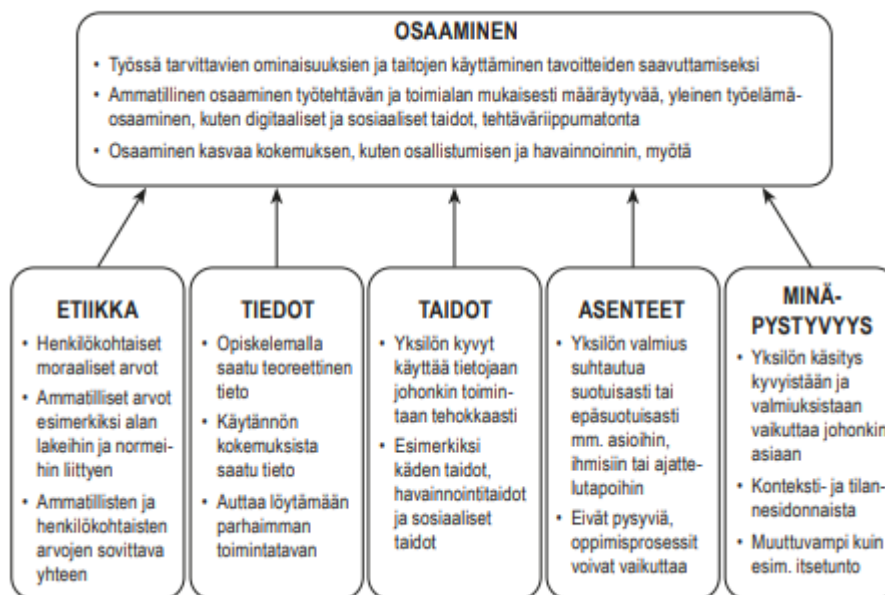 OSAAMINEN
• Työssä tarvittavien ominaisuuksien ja taitojen käyttäminen tavoitteiden saavuttamiseksi
• Ammatillinen osaaminen työtehtävän ja toimialan mukaisesti määräytyvää, yleinen työelämä-
osaaminen, kuten digitaaliset ja sosiaaliset taidot, tehtäväriippumatonta
• Osaaminen kasvaa kokemuksen, kuten osallistumisen ja havainnoinnin, myötä
ETIIKKA
• Henkilökohtaiset
moraaliset arvot
• Ammatilliset arvot
esimerkiksi alan
lakeihin ja normei-
hin liittyen
• Ammatillisten ja
henkilökohtaisten
arvojen sovittava
yhteen
TIEDOT
• Opiskelemalla
saatu teoreettinen
tieto
• Käytännön
kokemuksista
saatu tieto
• Auttaa löytämään
parhaimman
toimintatavan
TAIDOT
• Yksilön kyvyt
käyttää tietojaan
johonkin toimin-
taan tehokkaasti
• Esimerkiksi
käden taidot,
havainnointitaidot
ja sosiaaliset
taidot
ASENTEET
• Yksilön valmius
suhtautua
suotuisasti tai
epäsuotuisasti
mm. asioihin,
ihmisiin tai ajatte-
lutapoihin
• Eivät pysyviä,
oppimisprosessit
voivat vaikuttaa
MINÄ-
PYSTYVYYS
• Yksilön käsitys
kyvyistään ja
valmiuksistaan
vaikuttaa johonkin
asiaan
• Konteksti- ja tilan-
nesidonnaista
• Muuttuvampi kuin
esim. itsetunto